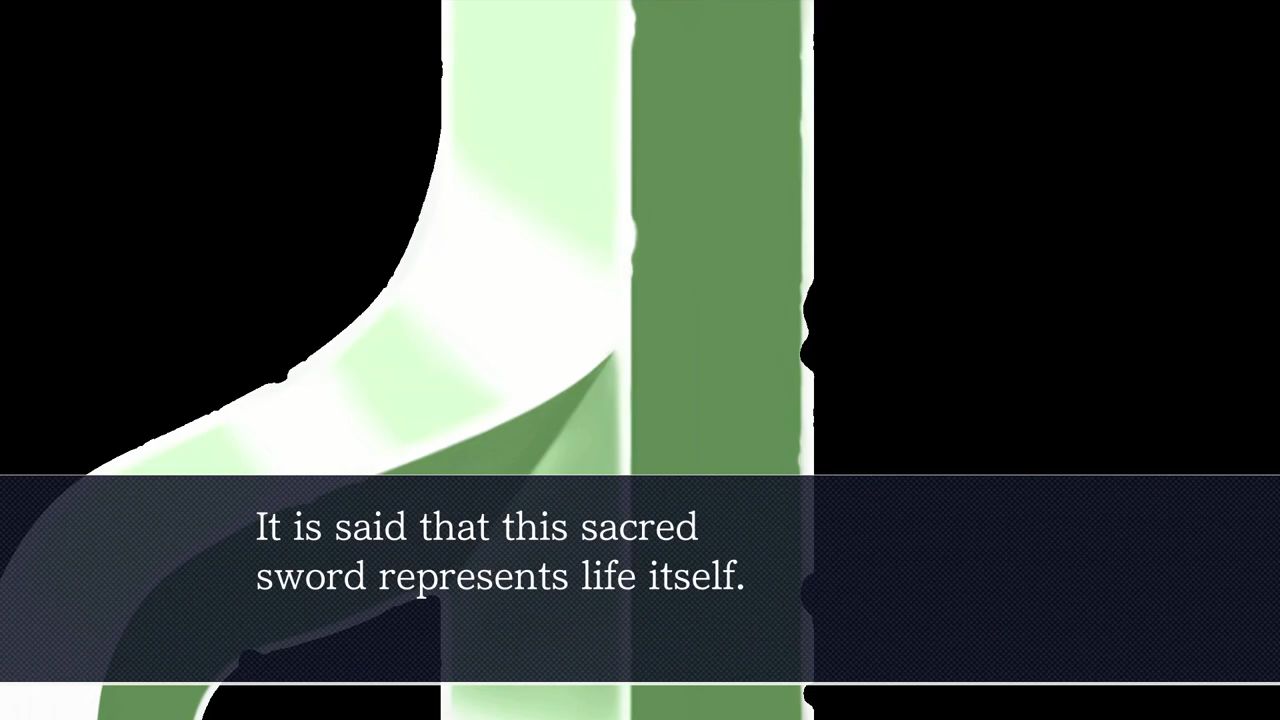 It is said that this sacred
sword represents life itself.